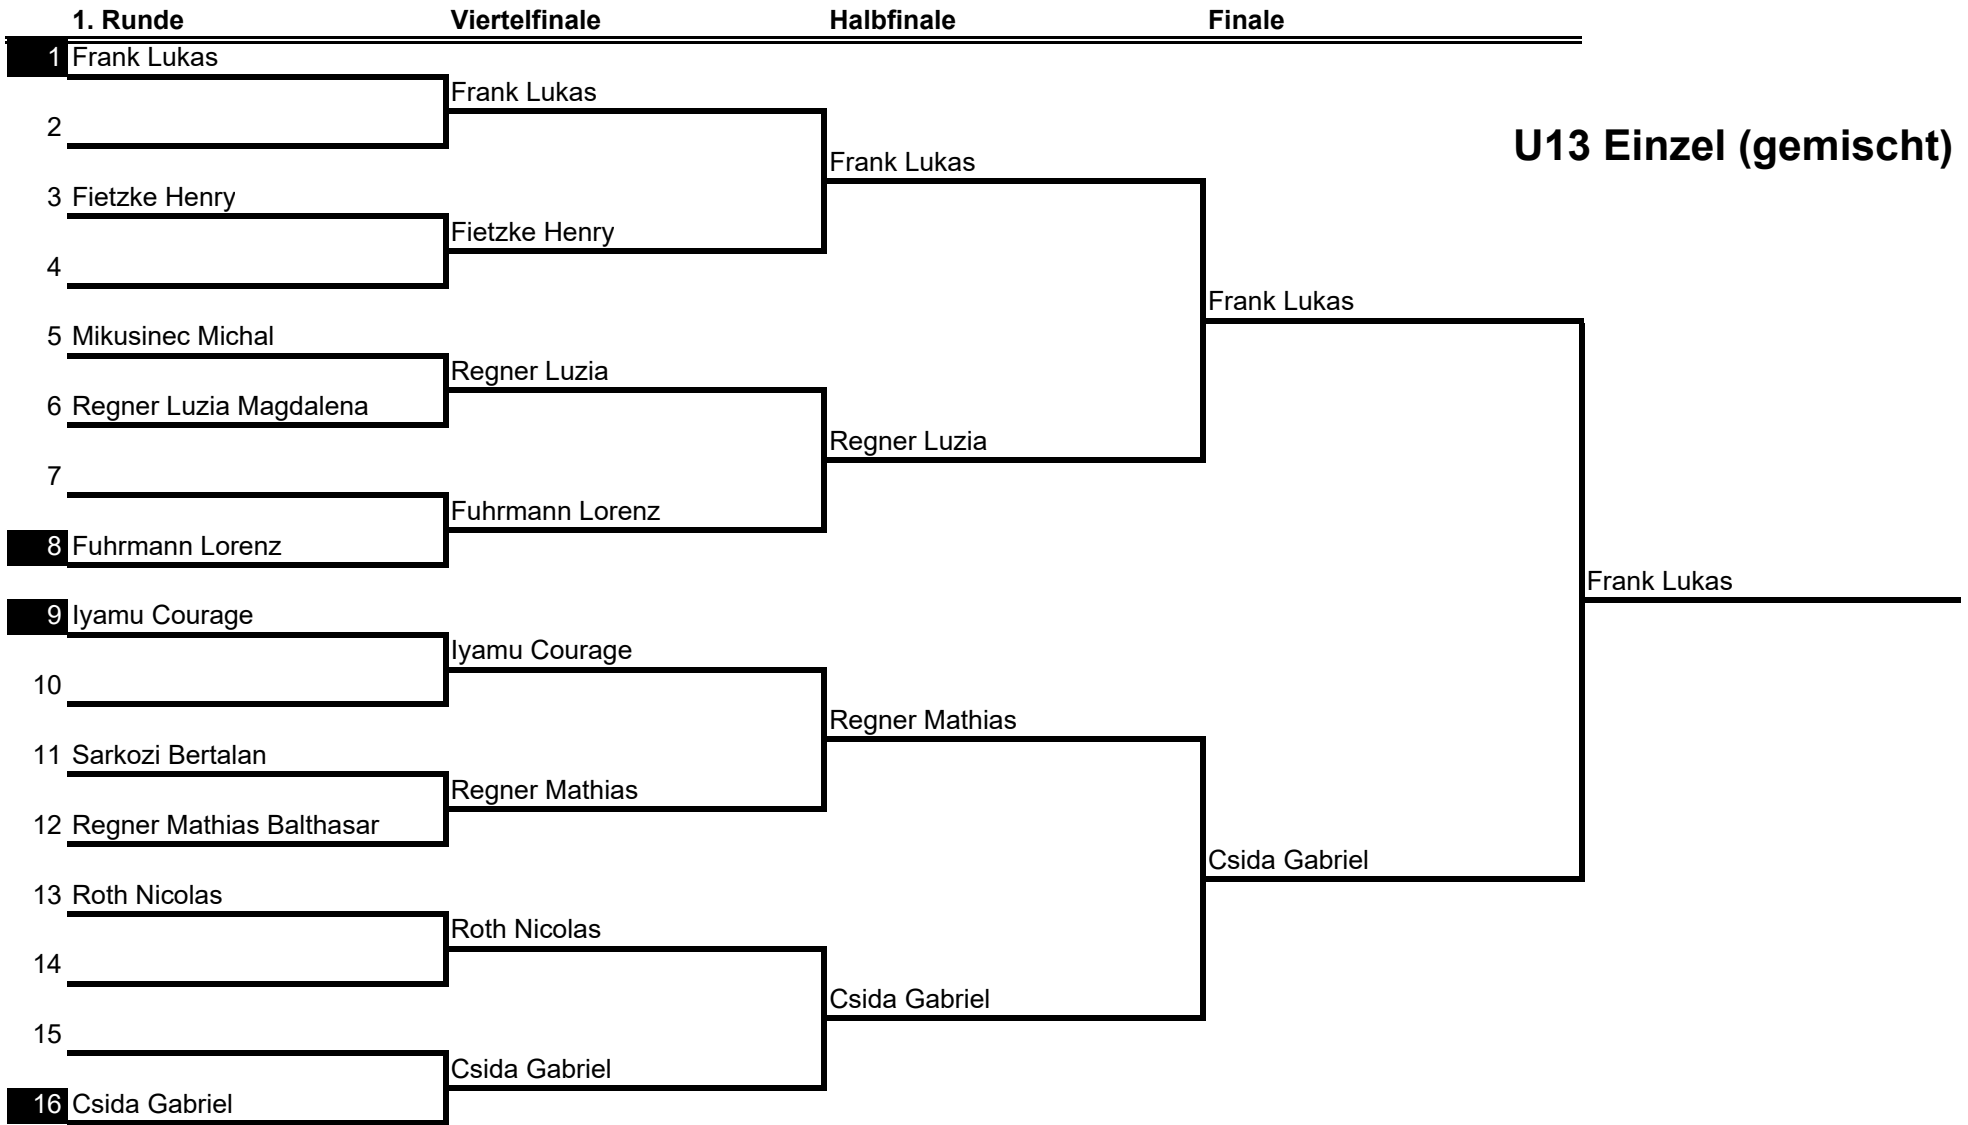 1. Runde Viertelfinale Halbfinale Finale
1 Frank Lukas
Frank Lukas
2
U13 Einzel (gemischt)
Frank Lukas
3 Fietzke Henry
Fietzke Henry
4
Frank Lukas
5 Mikusinec Michal
Regner Luzia
6 Regner Luzia Magdalena
Regner Luzia
7
Fuhrmann Lorenz
8 Fuhrmann Lorenz
Frank Lukas
9 Iyamu Courage
Iyamu Courage
10
Regner Mathias
11 Sarkozi Bertalan
Regner Mathias
12 Regner Mathias Balthasar
Csida Gabriel
13 Roth Nicolas
Roth Nicolas
14
Csida Gabriel
15
Csida Gabriel
16 Csida Gabriel